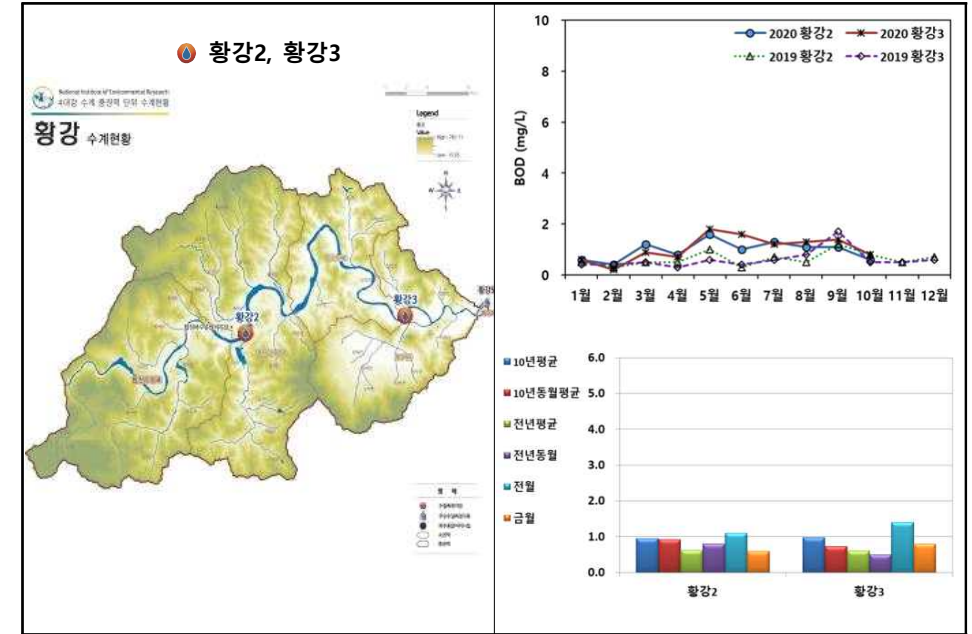 황강2, 황강3
National Institute of Environmental Research
4대강 수계 중권역 단위 수계현황
황강 수계현황
Legend
Value
N
W
E
S
황강2
황강3
범 례
BOD (mg/L)
10
8
6
4
2
0
2020 황강2
2020 황강3
2019 황강2
2019 황강3
1월 2월 3월 4월 5월 6월 7월 8월 9월 10월 11월 12월
10년평균
10년동월평균
전년평균
전년동월
전월
금월
6.0
5.0
4.0
3.0
2.0
1.0
0.0
황강2
황강3